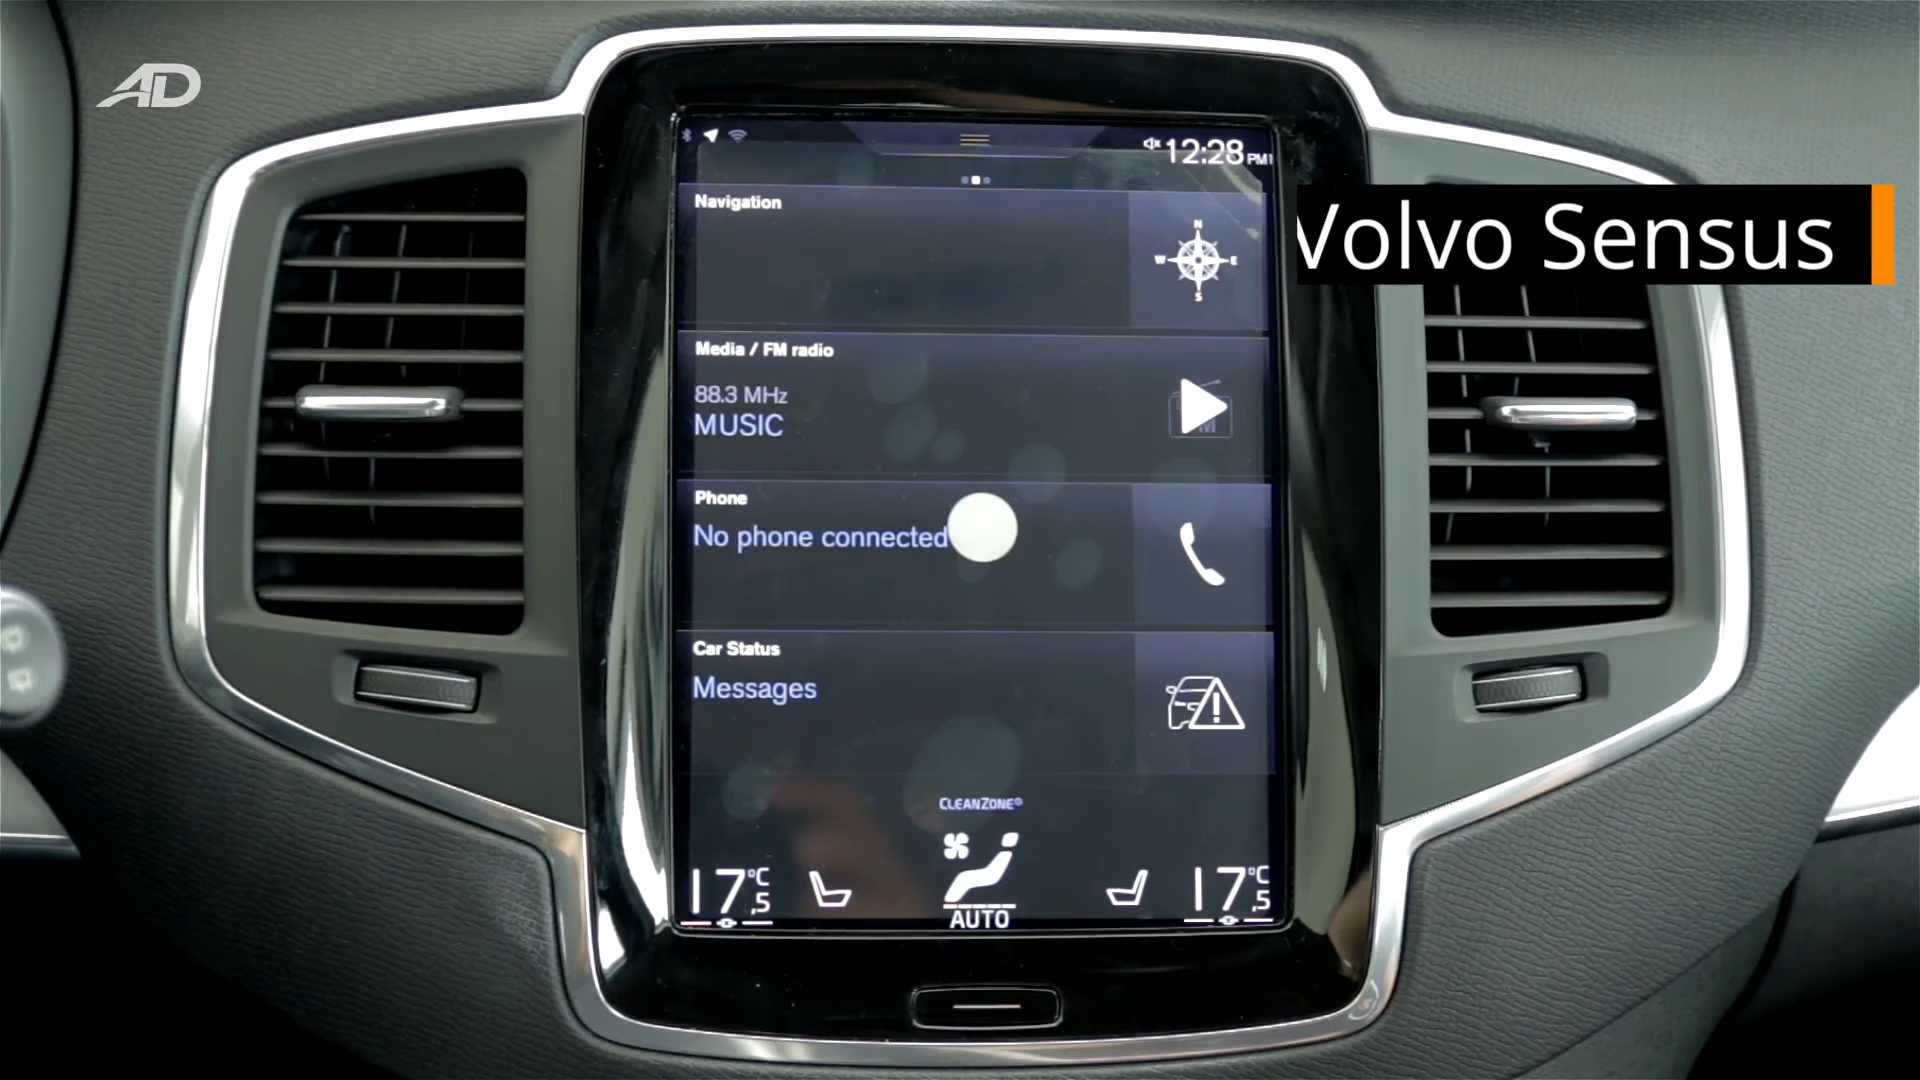 AD
12:28 PM
Volvo Sensus
Navigation
N
W E
S
Media / FM radio
88.3 MHz
MUSIC
Phone
No phone connected
Car Status
Messages
CLEANZONE®
17,5 °C
AUTO
17,5 °C